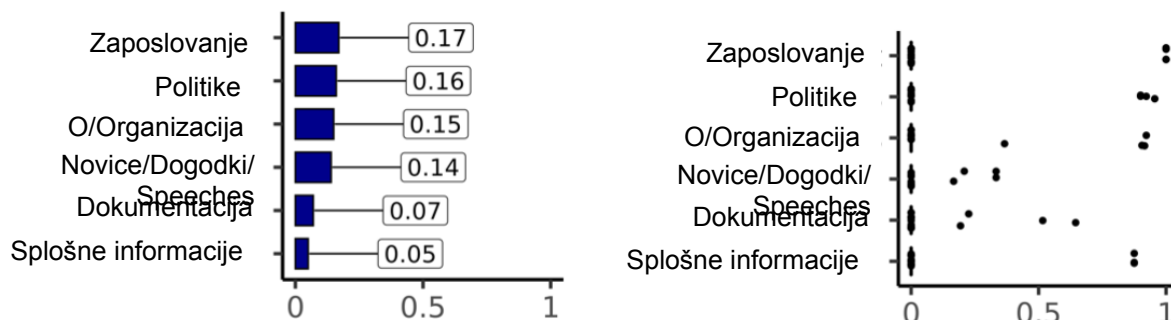 Zaposlovanje
0.17
Politike
0.16
O/Organizacija
0.15
Novice/Dogodki/
Speeches
0.14
Dokumentacija
0.07
Splošne informacije
0.05
0 0.5 1
Zaposlovanje
Politike
O/Organizacija
Novice/Dogodki/
Speeches
Dokumentacija
Splošne informacije
0 0.5 1